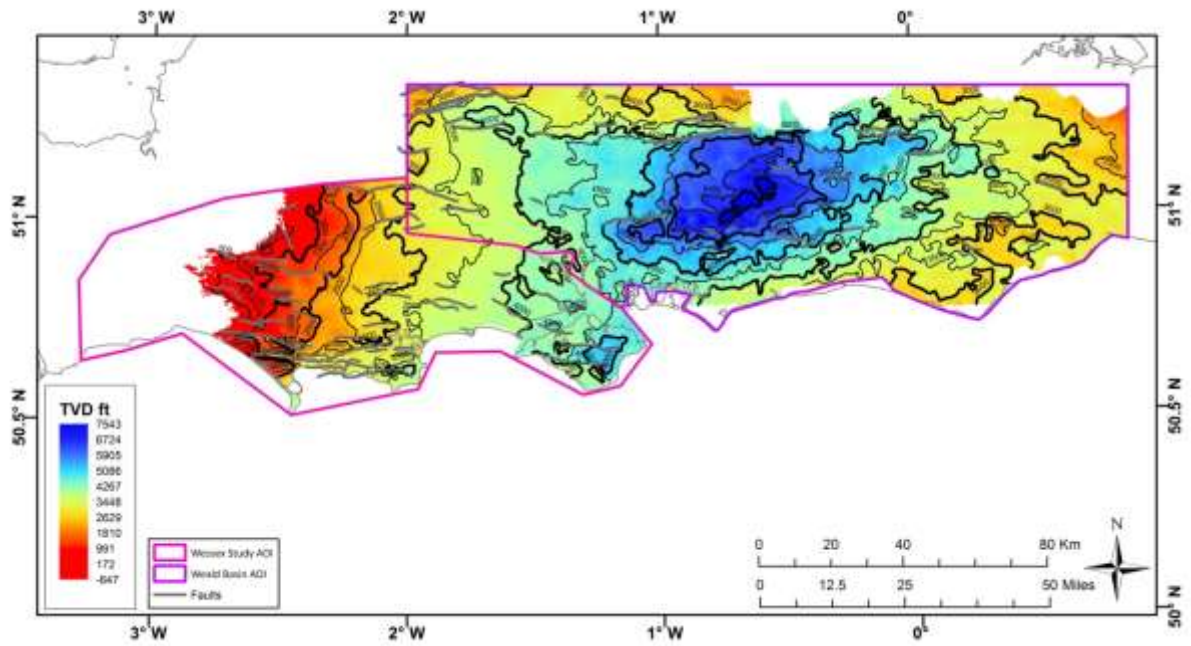 3° W 2° W 1° W 0°
51° N 51° N
50.5° N 50.5° N
TVD ft
7543
6724
5905
5086
4267
3448
2629
1810
991
172
-647
Wessex Study AOI
Weald Basin AOI
Faults
N
0 20 40 80 Km
0 12.5 25 50 Miles
50° N
3° W 2° W 1° W 0°